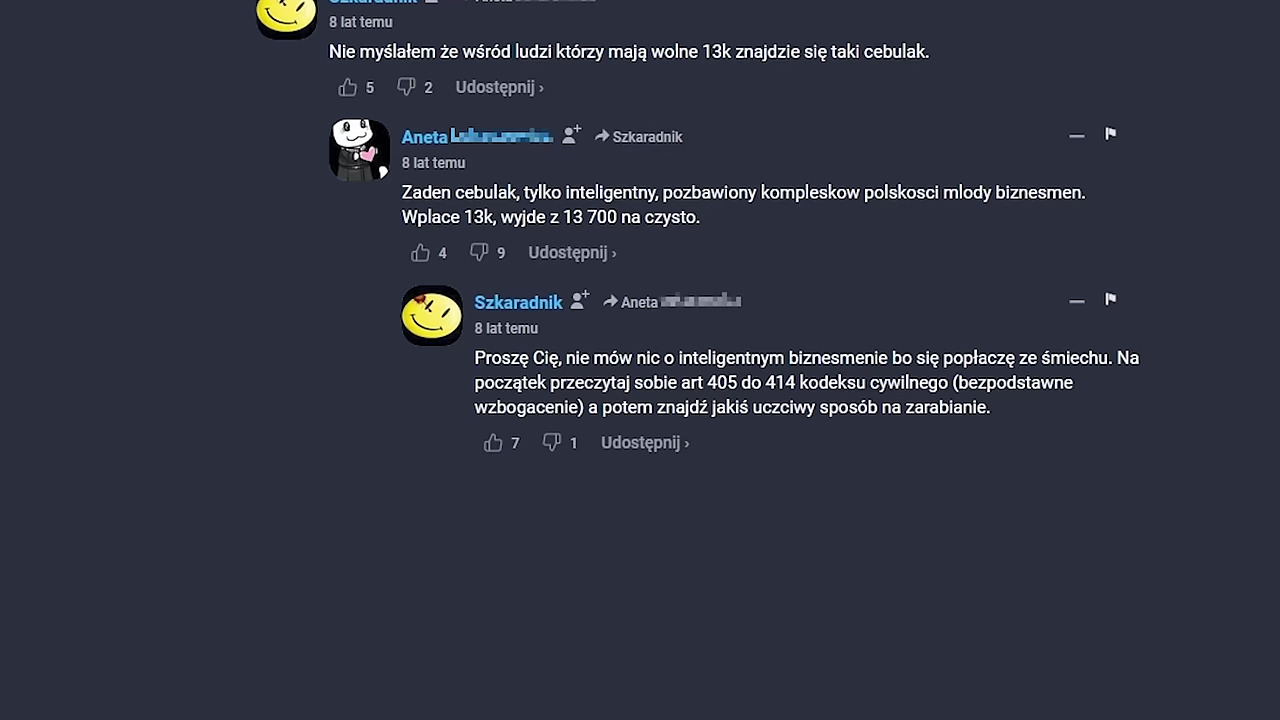 Szkaradnik Aneta
8 lat temu
Nie myślałem że wśród ludzi którzy mają wolne 13k znajdzie się taki cebulak.
5 2 Udostępnij ›
Aneta Szkaradnik
8 lat temu
Zaden cebulak, tylko inteligentny, pozbawiony kompleskow polskosci mlody biznesmen.
Wplace 13k, wyjde z 13 700 na czysto.
4 9 Udostępnij ›
Szkaradnik Aneta
8 lat temu
Proszę Cię, nie mów nic o inteligentnym biznesmenie bo się popłaczę ze śmiechu. Na
początek przeczytaj sobie art 405 do 414 kodeksu cywilnego (bezpodstawne
wzbogacenie) a potem znajdź jakiś uczciwy sposób na zarabianie.
7 1 Udostępnij ›